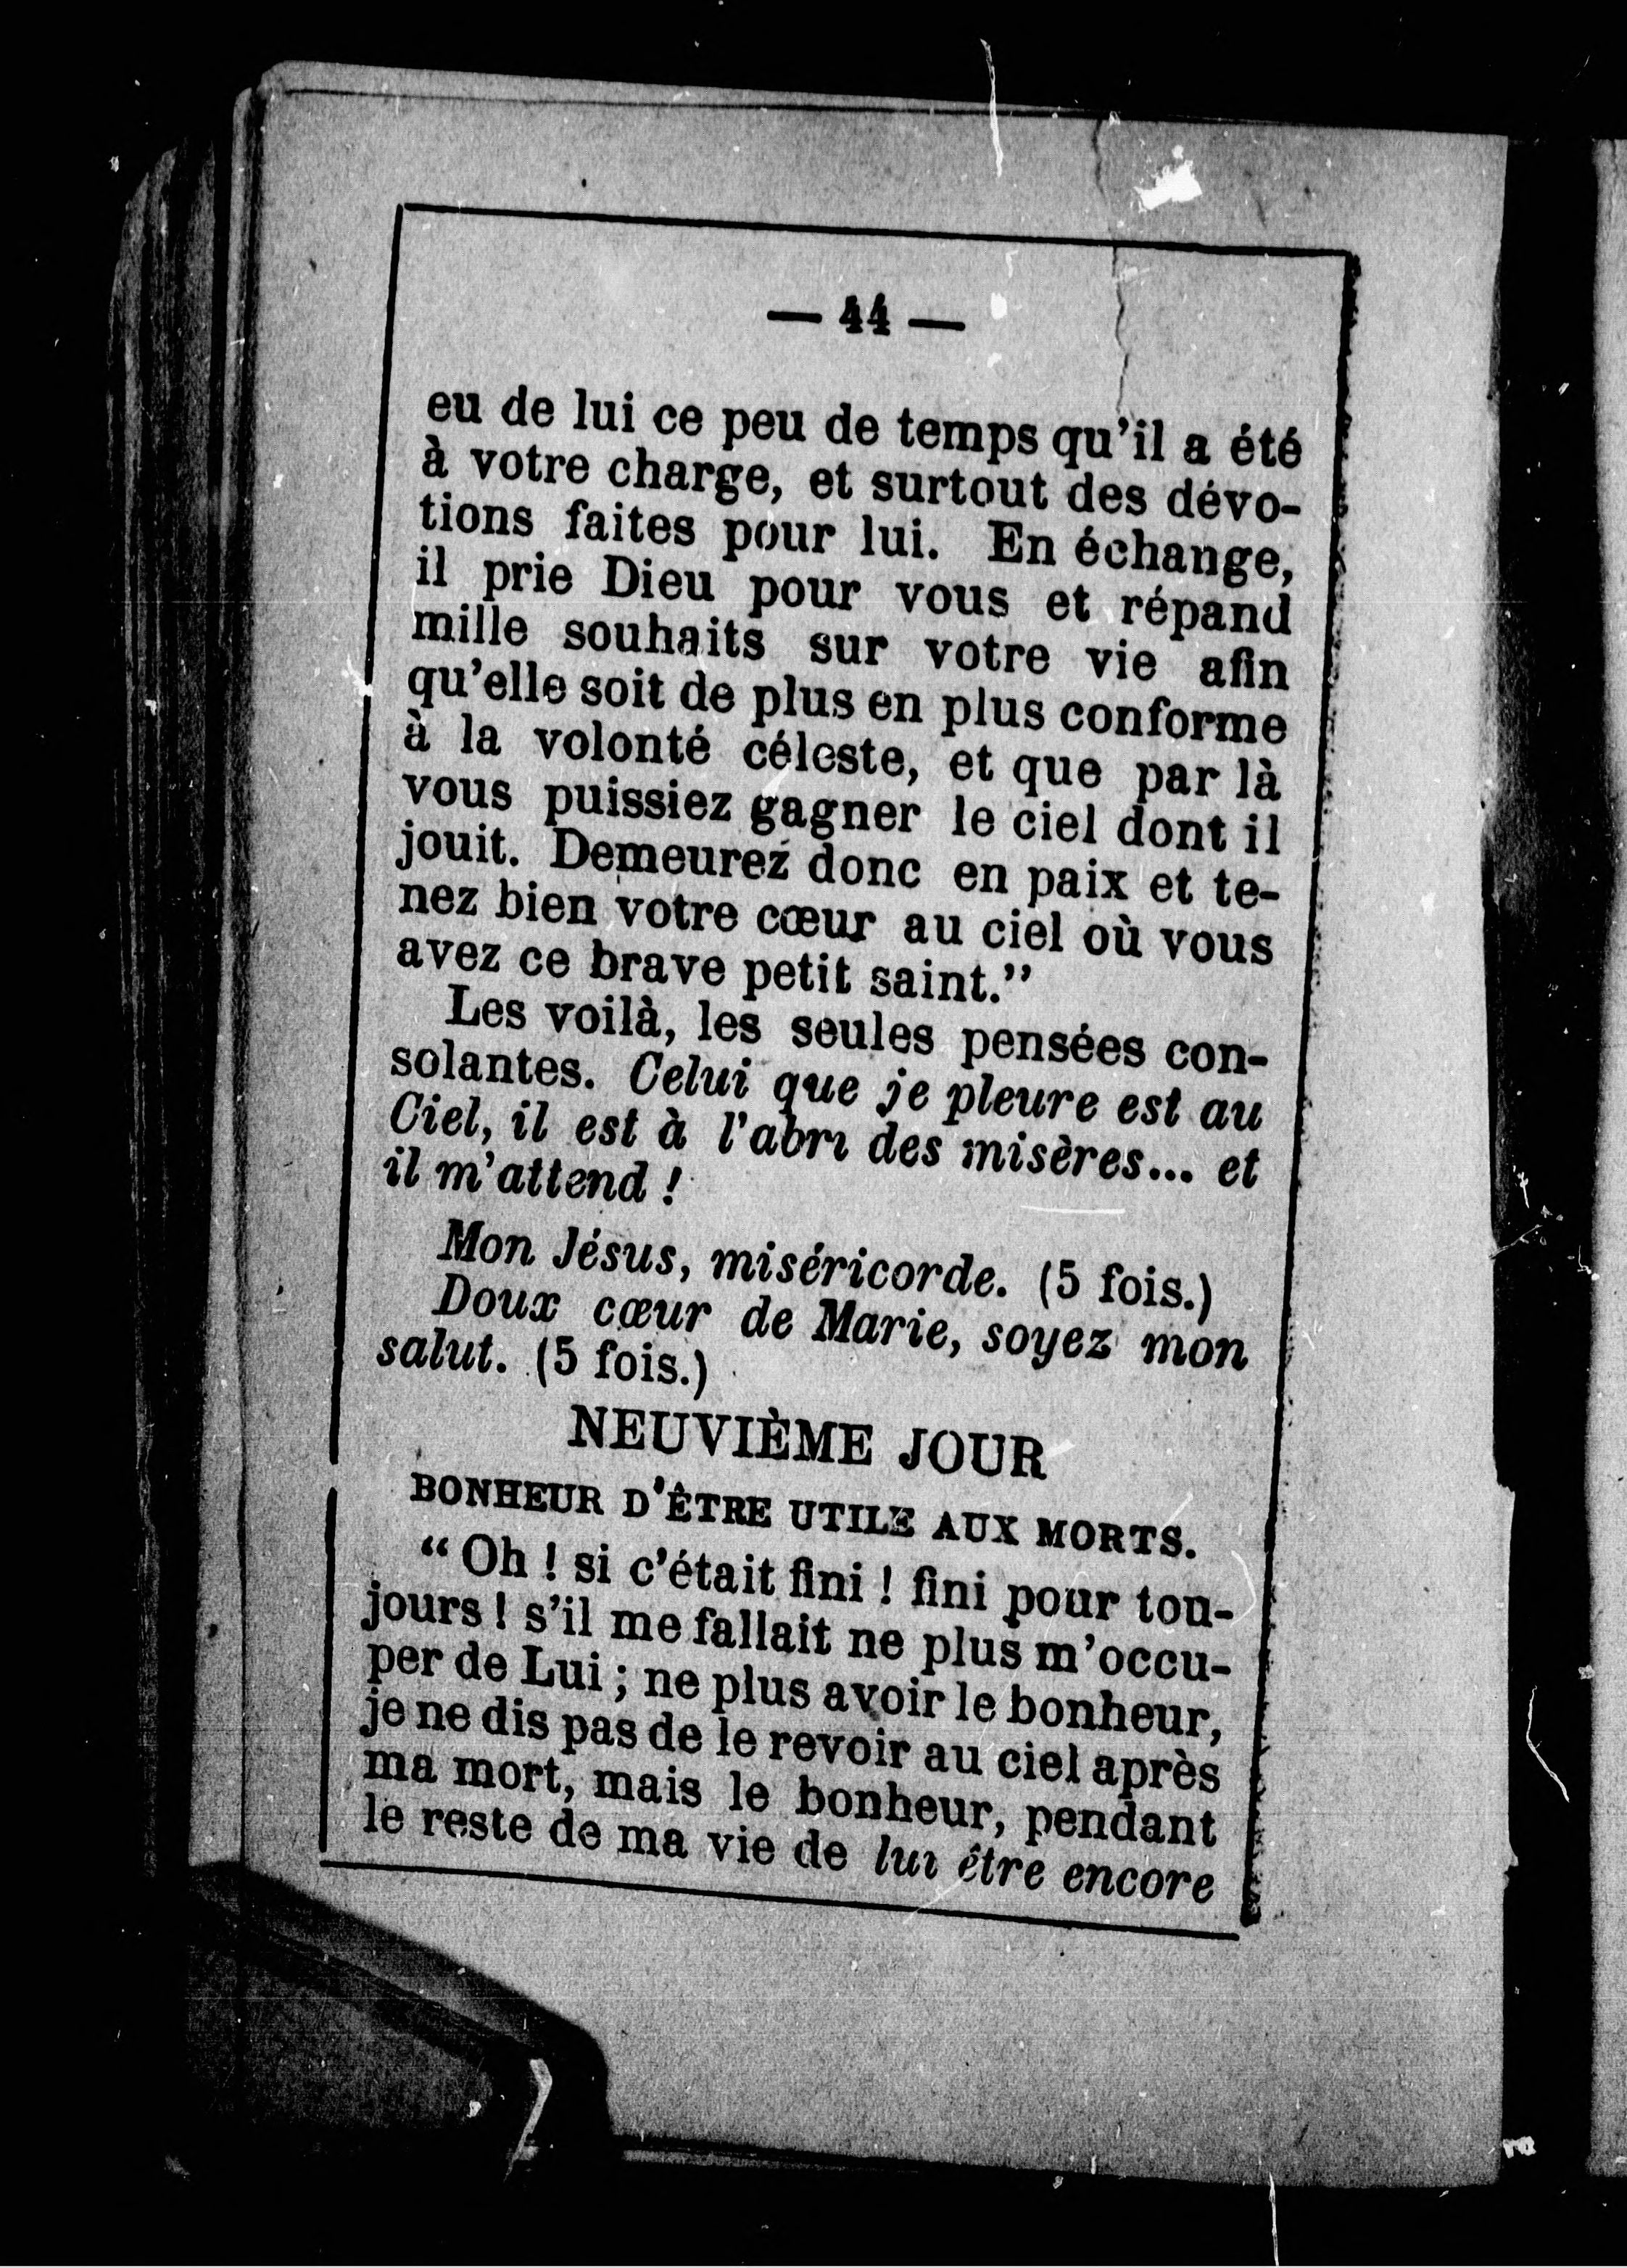 — 44 —
eu de lui ce peu de temps qu'il a été
à votre charge, et surtout des dévo-
tions faites pour lui. En échange,
il prie Dieu pour vous et répand
mille souhaits sur votre vie afin
qu'elle soit de plus en plus conforme
à la volonté céleste, et que par là
vous puissiez gagner le ciel dont il
jouit. Demeurez donc en paix et te-
nez bien votre cœur au ciel où vous
avez ce brave petit saint."
Les voilà, les seules pensées con-
solantes. Celui que je pleure est au
Ciel, il est à l'abri des misères... et
il m'attend !
Mon Jésus, miséricorde. (5 fois.)
Doux cœur de Marie, soyez mon
salut. (5 fois.)
NEUVIÈME JOUR
BONHEUR D'ÊTRE UTILE AUX MORTS.
“ Oh ! si c'était fini ! fini pour tou-
jours ! s'il me fallait ne plus m'occu-
per de Lui ; ne plus avoir le bonheur,
je ne dis pas de le revoir au ciel après
ma mort, mais le bonheur, pendant
le reste de ma vie de lui être encore